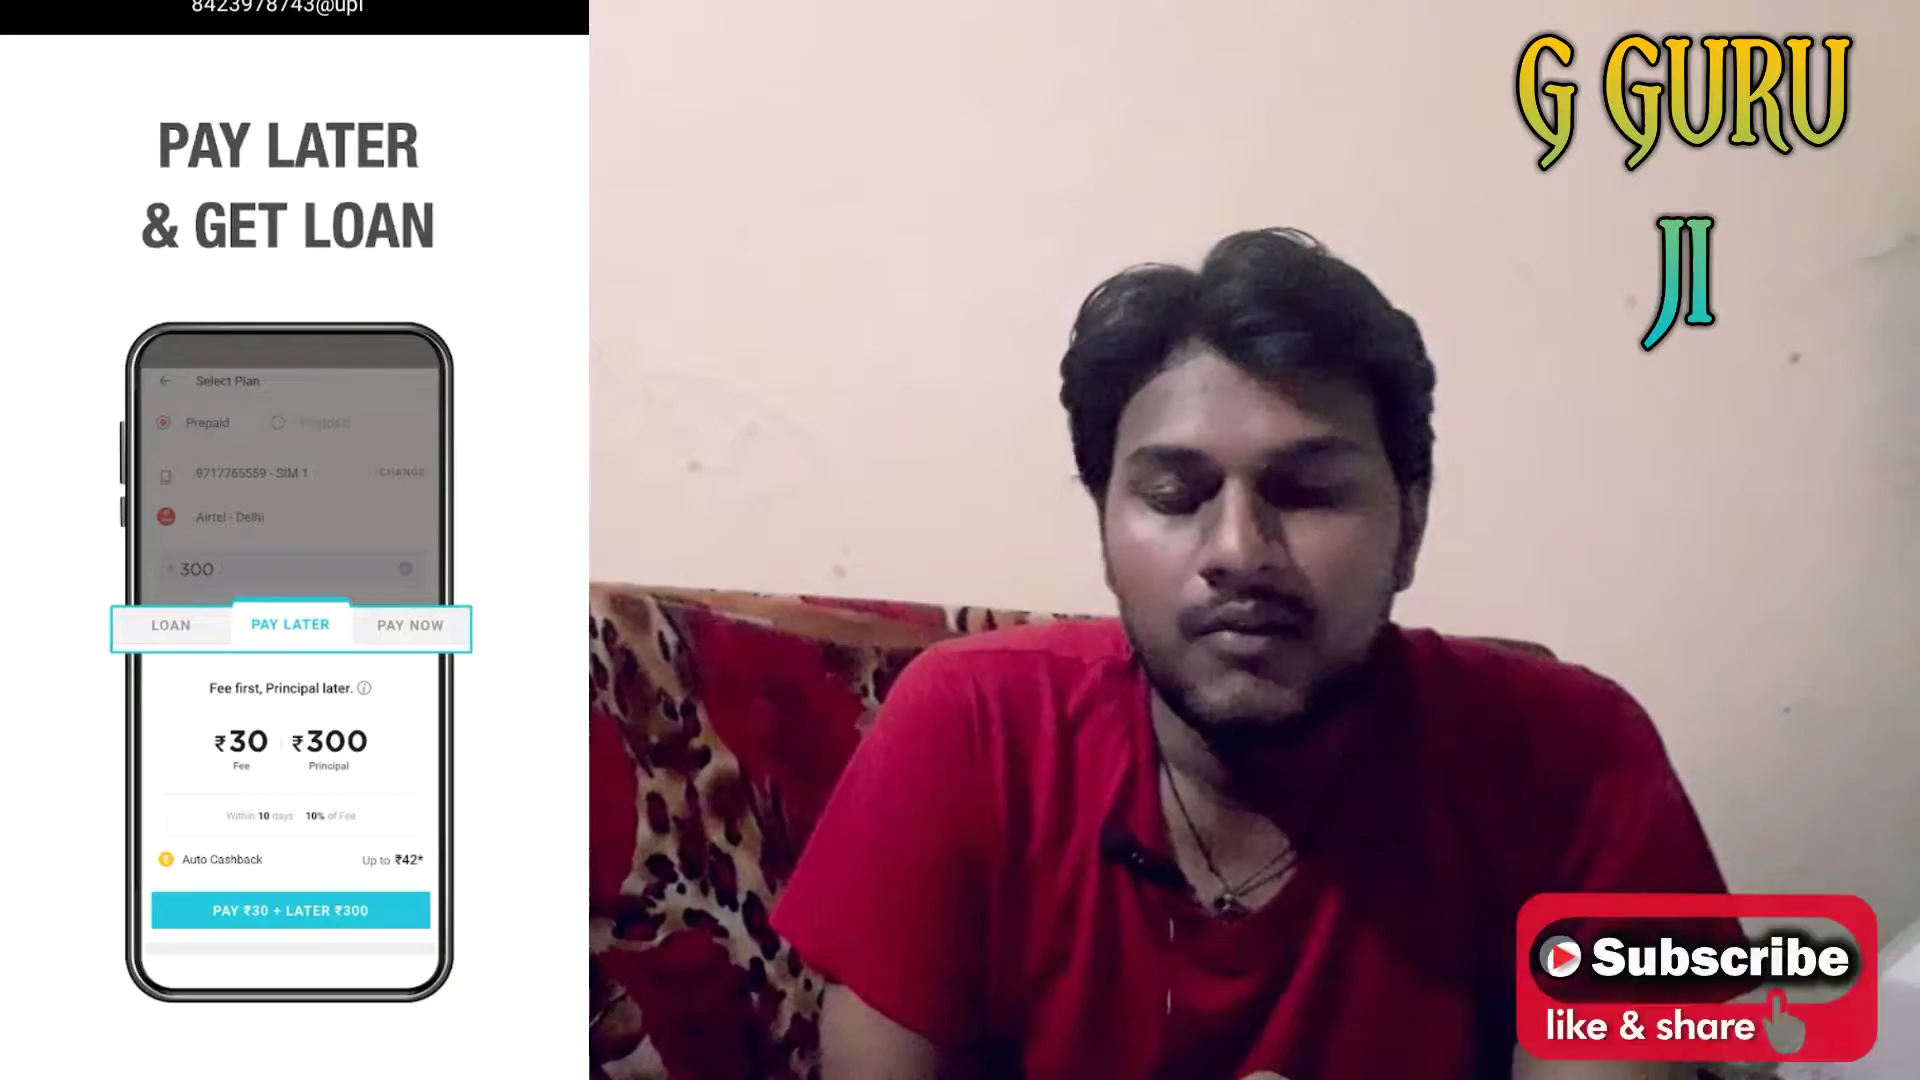 8423978743@upi
PAY LATER
& GET LOAN
Select Plan
Prepaid
Postpaid
9717765559 - SIM 1
CHANGE
Airtel - Delhi
300
LOAN
PAY LATER
PAY NOW
Fee first, Principal later.
₹30 ₹300
Fee Principal
Within 10 days 10% of Fee
Auto Cashback Up to ₹42*
PAY ₹30 + LATER ₹300
G GURU
JI
Subscribe
like & share